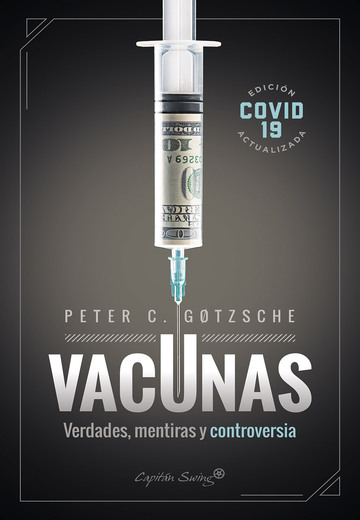 EDICIÓN
COVID
19
ACTUALIZADA
PETER C. GØTZSCHE
VACUNAS
Verdades, mentiras y controversia
Capitán Swing